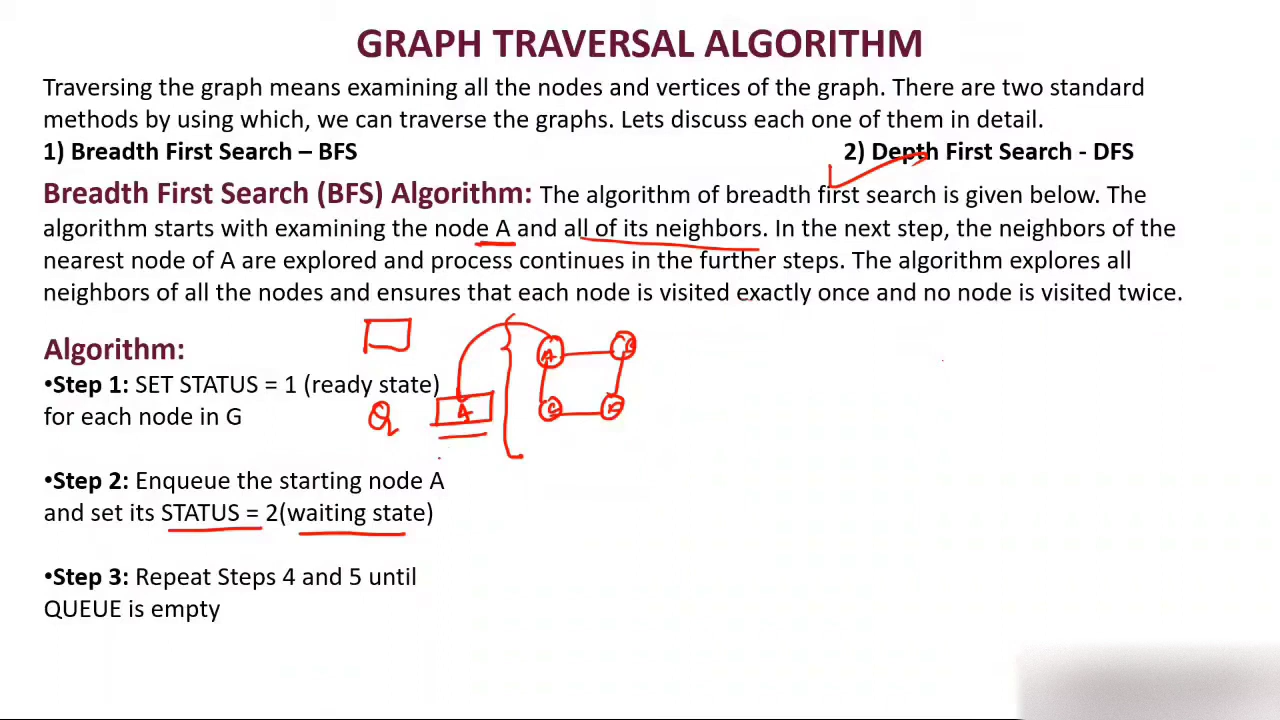 GRAPH TRAVERSAL ALGORITHM
Traversing the graph means examining all the nodes and vertices of the graph. There are two standard
methods by using which, we can traverse the graphs. Lets discuss each one of them in detail.
1) Breadth First Search – BFS 2) Depth First Search - DFS
Breadth First Search (BFS) Algorithm: The algorithm of breadth first search is given below. The
algorithm starts with examining the node A and all of its neighbors. In the next step, the neighbors of the
nearest node of A are explored and process continues in the further steps. The algorithm explores all
neighbors of all the nodes and ensures that each node is visited exactly once and no node is visited twice.
Algorithm:
•Step 1: SET STATUS = 1 (ready state)
for each node in G
A
Q A
•Step 2: Enqueue the starting node A
and set its STATUS = 2(waiting state)
•Step 3: Repeat Steps 4 and 5 until
QUEUE is empty